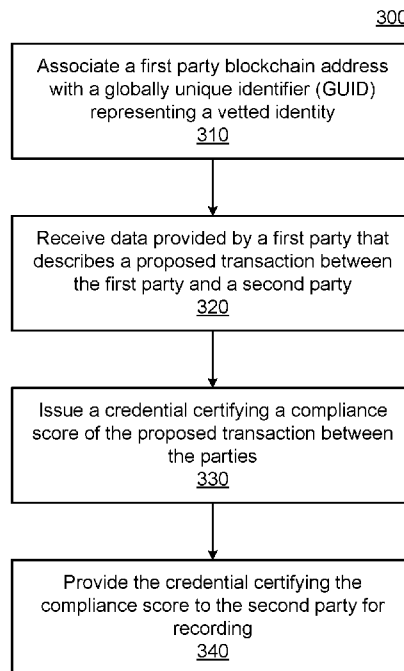 300
Associate a first party blockchain address
with a globally unique identifier (GUID)
representing a vetted identity
310
Receive data provided by a first party that
describes a proposed transaction between
the first party and a second party
320
Issue a credential certifying a compliance
score of the proposed transaction between
the parties
330
Provide the credential certifying the
compliance score to the second party for
recording
340